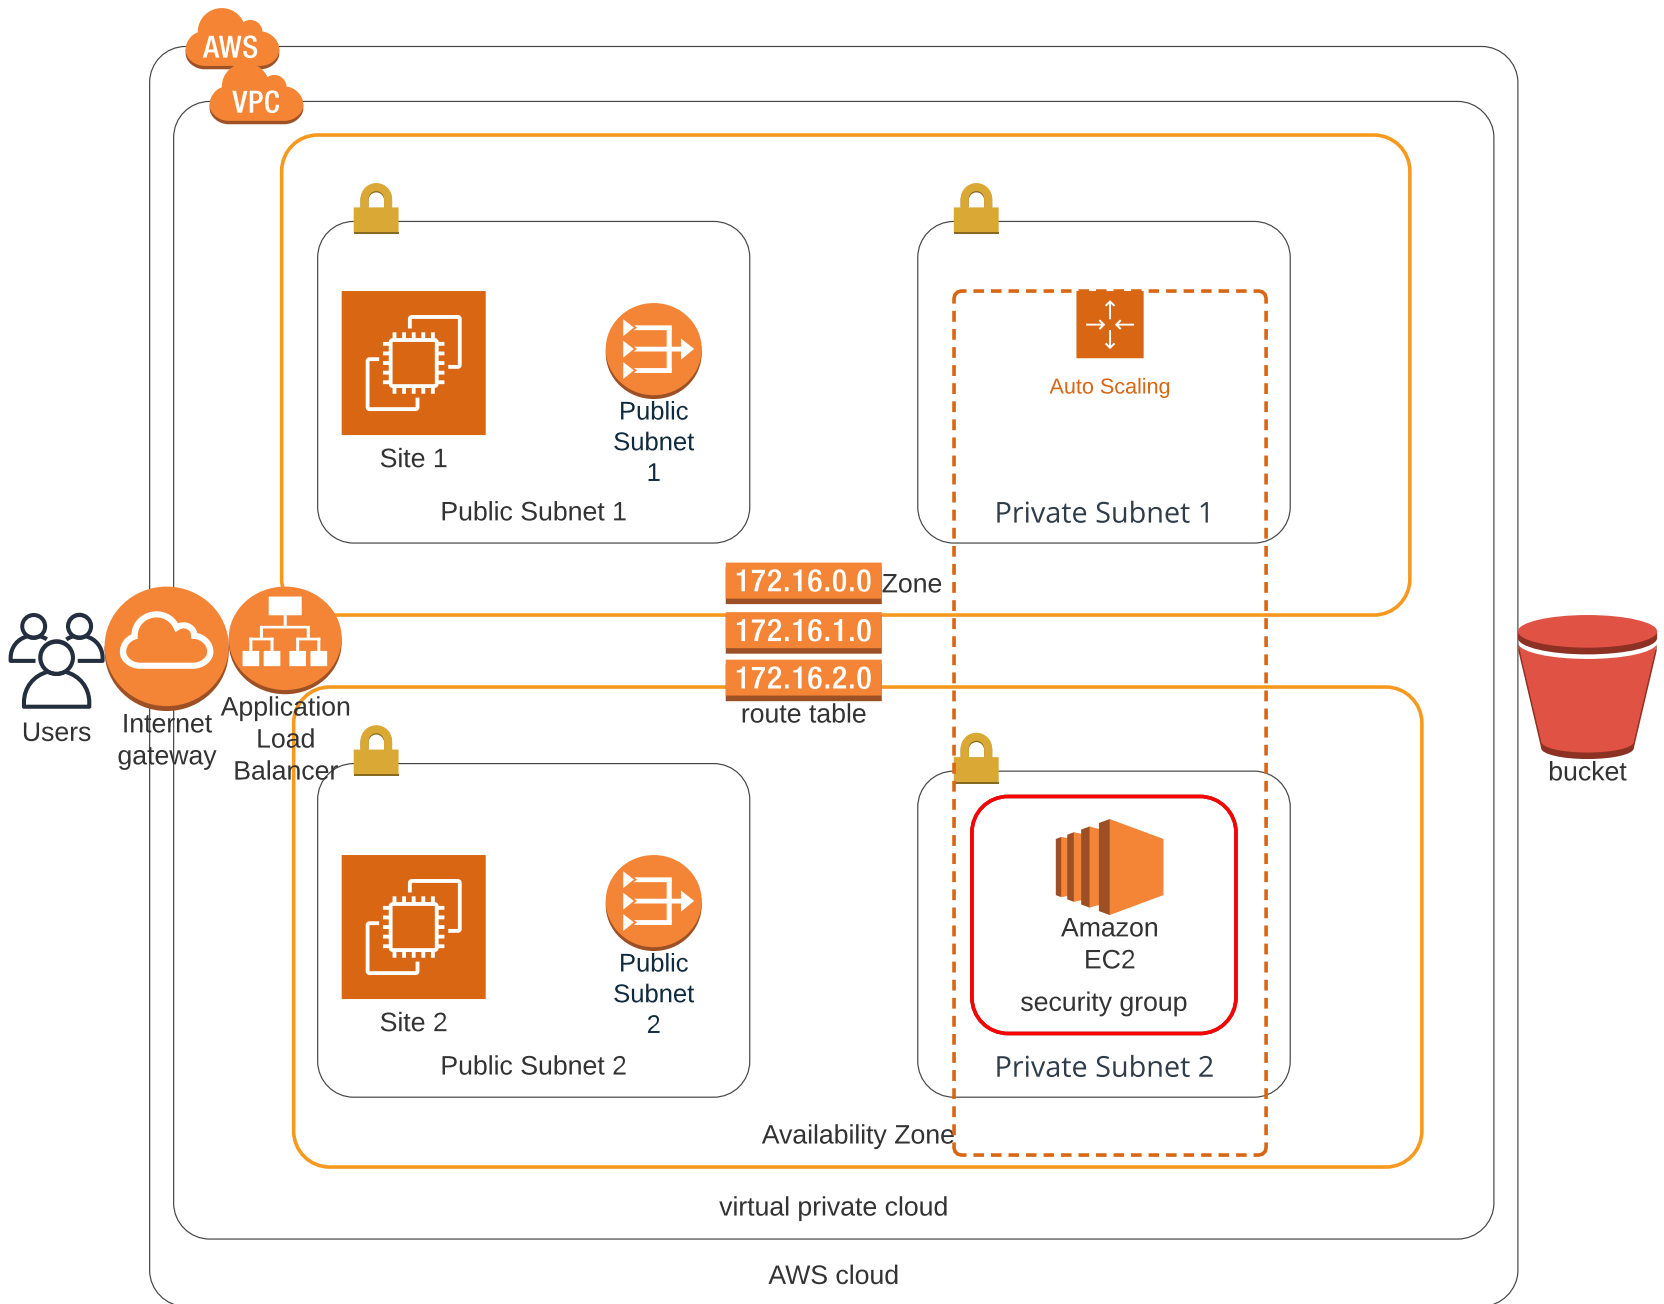 AWS
VPC
Site 1
Public
Subnet
1
Public Subnet 1
Auto Scaling
Private Subnet 1
172.16.0.0
Zone
172.16.1.0
172.16.2.0
route table
Users
Internet
gateway
Application
Load
Balancer
bucket
Site 2
Public
Subnet
2
Public Subnet 2
Amazon
EC2
security group
Private Subnet 2
Availability Zone
virtual private cloud
AWS cloud